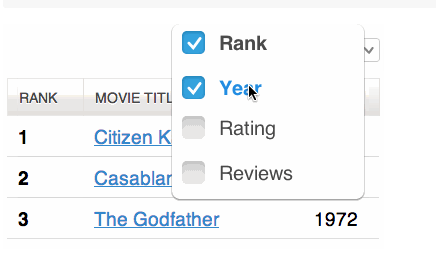 Rank
Year
Rating
Reviews
RANK MOVIE TITL
1 Citizen K
2 Casablan
3 The Godfather 1972